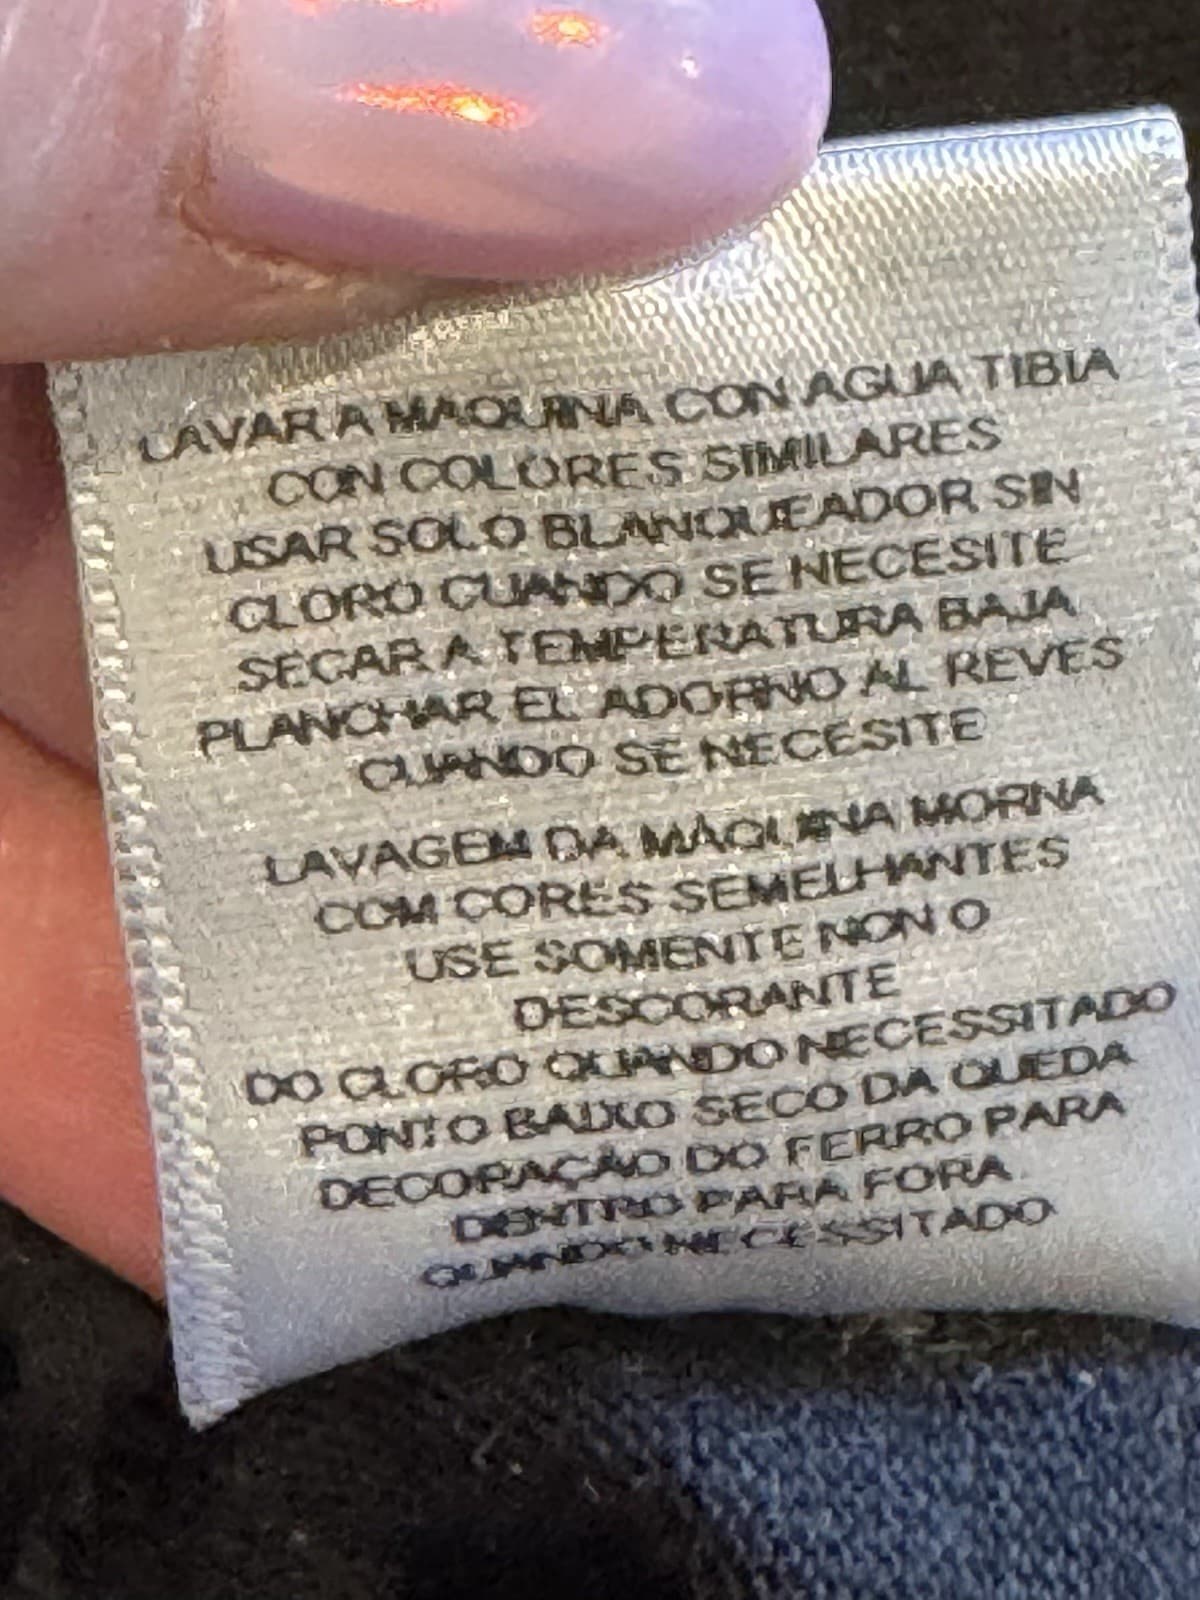 LAVAR A MAQUINA CON AGUA TIBIA
CON COLORES SIMILARES
USAR SOLO BLANQUEADOR SIN
CLORO CUANDO SE NECESITE
SECAR A TEMPERATURA BAJA
PLANCHAR EL ADORNO AL REVES
CUANDO SE NECESITE
LAVAGEM DA MÁQUINA MORNA
COM CORES SEMELHANTES
USE SOMENTE NON O
DESCORANTE
DO CLORO QUANDO NECESSITADO
PONTO BAIXO SECO DA QUEDA
DECORAÇÃO DO FERRO PARA
DENTRO PARA FORA
QUANDO NECESSITADO